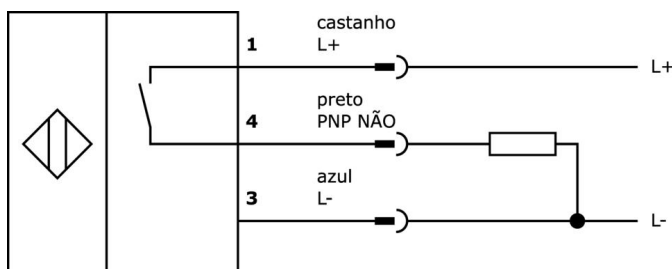 castanho
1 L+
L+
preto
4 PNP NÃO
azul
3 L-
L-